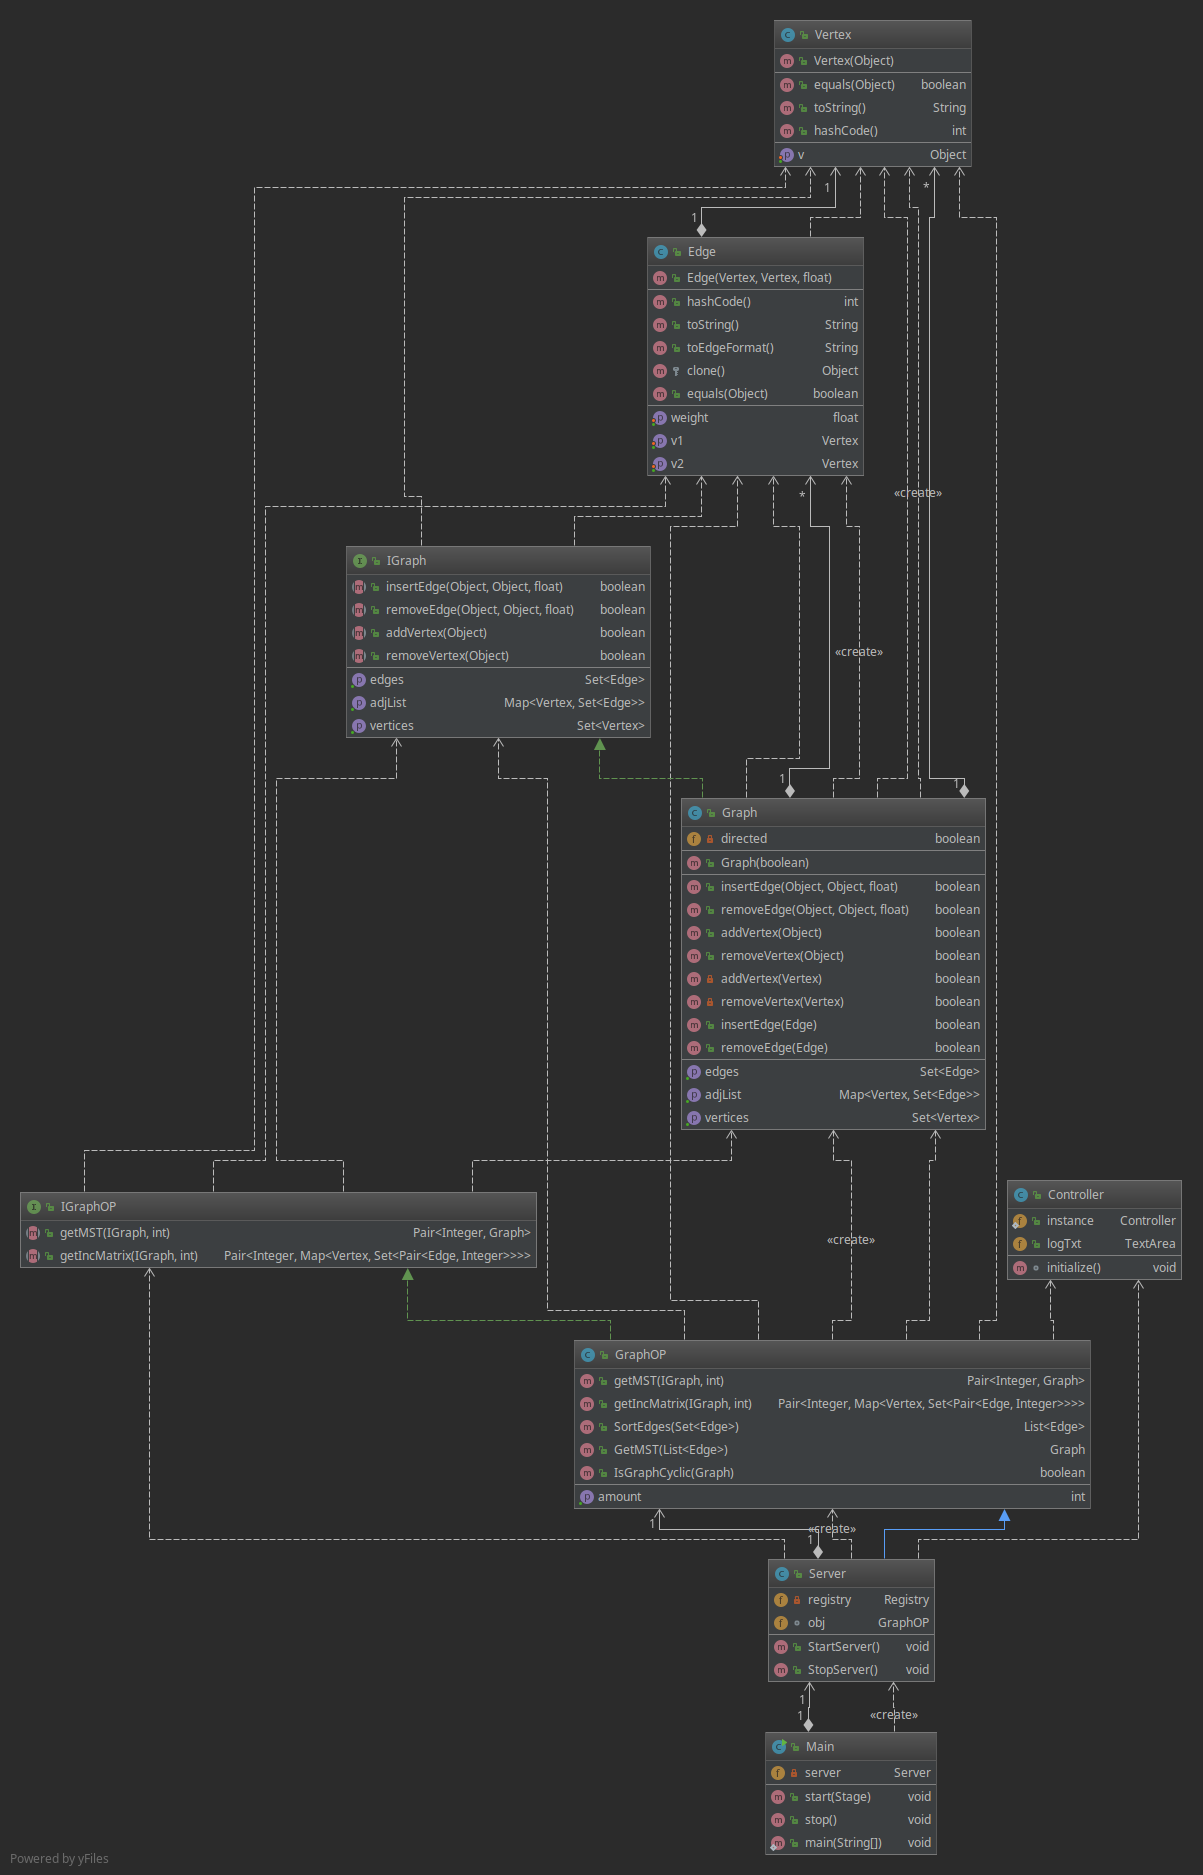 Vertex
Vertex(Object)
equals(Object) boolean
toString() String
hashCode() int
v Object
1
*
1
Edge
Edge(Vertex, Vertex, float)
hashCode() int
toString() String
toEdgeFormat() String
clone() Object
equals(Object) boolean
weight float
v1 Vertex
v2 Vertex
*
«create»
IGraph
insertEdge(Object, Object, float) boolean
removeEdge(Object, Object, float) boolean
addVertex(Object) boolean
removeVertex(Object) boolean
edges Set<Edge>
adjList Map<Vertex, Set<Edge>>
vertices Set<Vertex>
«create»
1
1
Graph
directed boolean
Graph(boolean)
insertEdge(Object, Object, float) boolean
removeEdge(Object, Object, float) boolean
addVertex(Object) boolean
removeVertex(Object) boolean
addVertex(Vertex) boolean
removeVertex(Vertex) boolean
insertEdge(Edge) boolean
removeEdge(Edge) boolean
edges Set<Edge>
adjList Map<Vertex, Set<Edge>>
vertices Set<Vertex>
IGraphOP
getMST(IGraph, int) Pair<Integer, Graph>
getIncMatrix(IGraph, int) Pair<Integer, Map<Vertex, Set<Pair<Edge, Integer>>>>
Controller
instance Controller
logTxt TextArea
initialize() void
«create»
GraphOP
getMST(IGraph, int) Pair<Integer, Graph>
getIncMatrix(IGraph, int) Pair<Integer, Map<Vertex, Set<Pair<Edge, Integer>>>>
SortEdges(Set<Edge>) List<Edge>
GetMST(List<Edge>) Graph
IsGraphCyclic(Graph) boolean
amount int
1
«create»
1
Server
registry Registry
obj GraphOP
StartServer() void
StopServer() void
1
1
«create»
Main
server Server
start(Stage) void
stop() void
main(String[]) void
Powered by yFiles